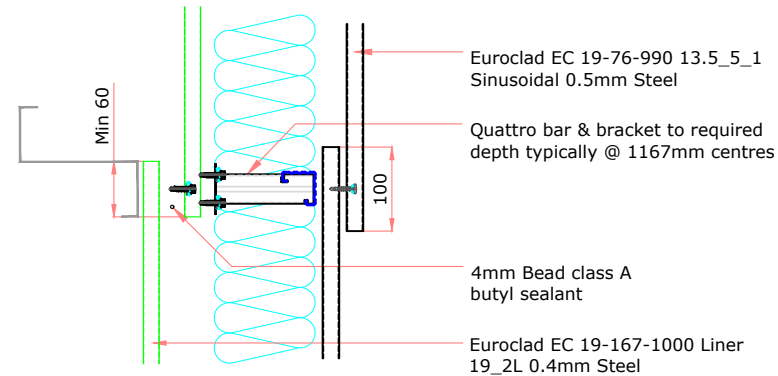 Euroclad EC 19-76-990 13.5_5_1
Sinusoidal 0.5mm Steel
Min 60
Quattro bar & bracket to required
depth typically @ 1167mm centres
100
4mm Bead class A
butyl sealant
Euroclad EC 19-167-1000 Liner
19_2L 0.4mm Steel